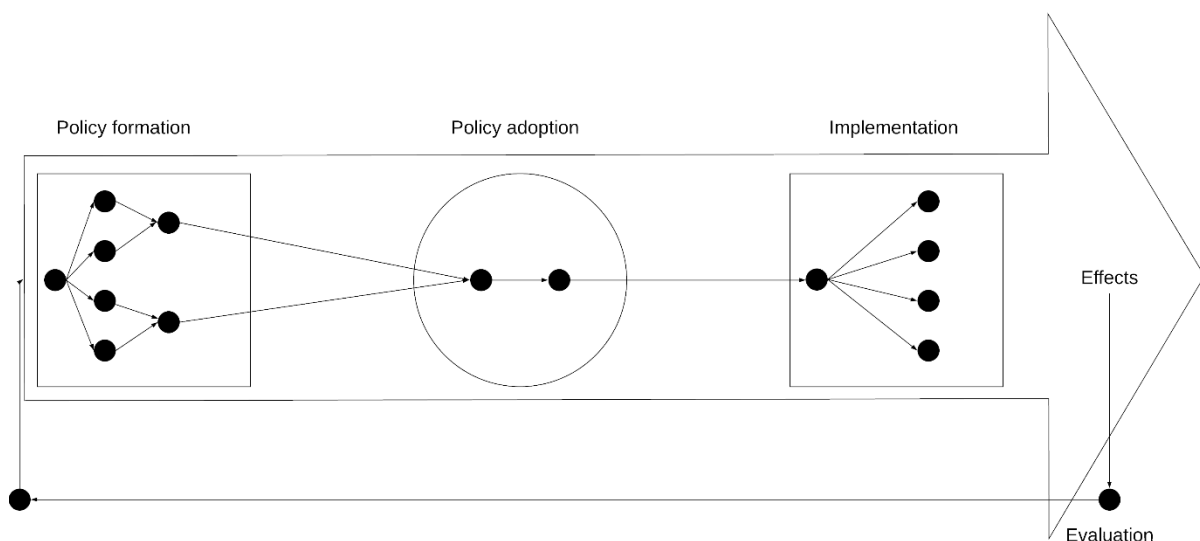 Policy formation
Policy adoption
Implementation
Effects
Evaluation